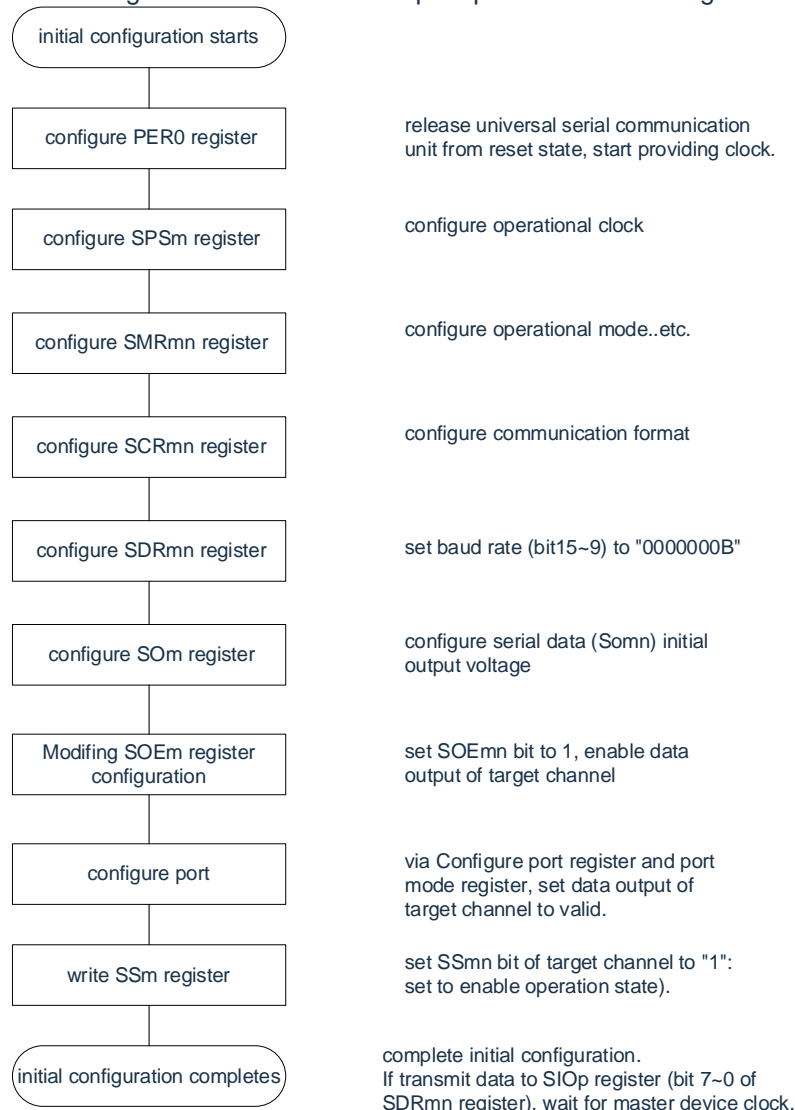 initial configuration starts
configure PER0 register
release universal serial communication
unit from reset state, start providing clock.
configure SPSm register
configure operational clock
configure SMRmn register
configure operational mode..etc.
configure SCRmn register
configure communication format
configure SDRmn register
set baud rate (bit15~9) to "0000000B"
configure SOm register
configure serial data (Somn) initial
output voltage
Modifing SOEm register
configuration
set SOEmn bit to 1, enable data
output of target channel
configure port
via Configure port register and port
mode register, set data output of
target channel to valid.
write SSm register
set SSmn bit of target channel to "1":
set to enable operation state).
initial configuration completes
complete initial configuration.
If transmit data to SIOp register (bit 7~0 of
SDRmn register), wait for master device clock.